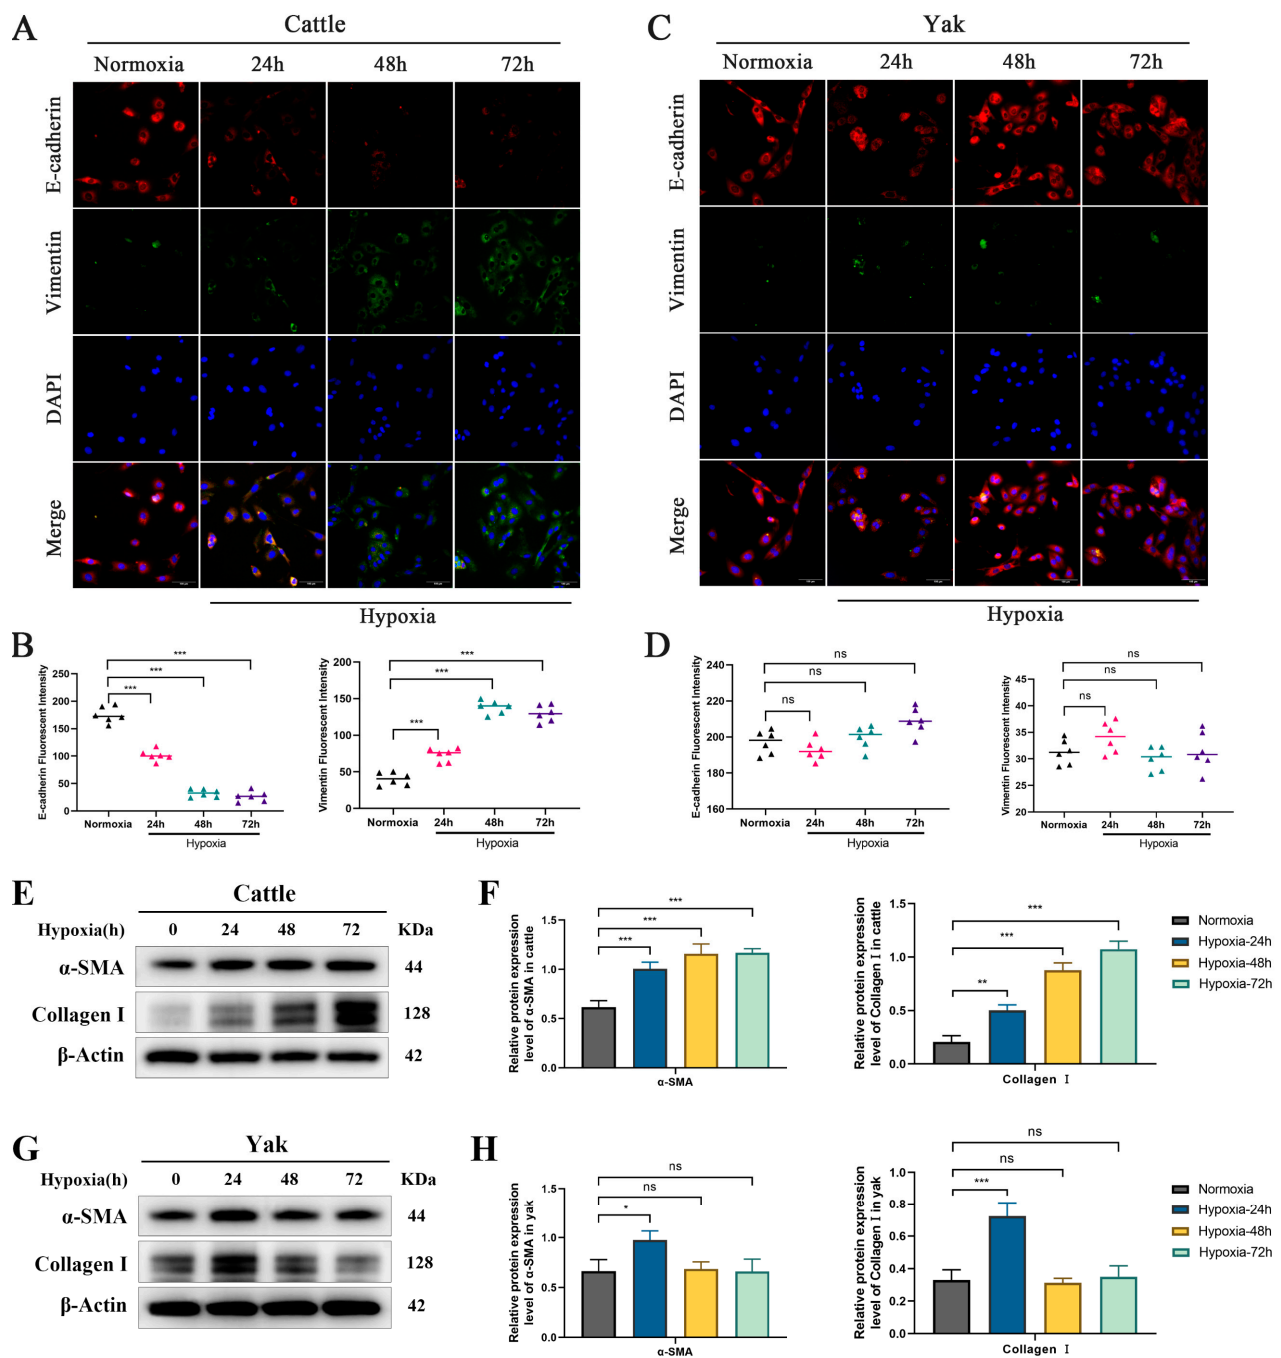 A
Cattle
Normoxia 24h 48h 72h
E-cadherin
Vimentin
DAPI
Merge
Hypoxia
C
Yak
Normoxia 24h 48h 72h
E-cadherin
Vimentin
DAPI
Merge
Hypoxia
B
E-cadherin Fluorescent Intensity
250
200
150
100
50
0
***
***
***
Normoxia 24h 48h 72h
Hypoxia
Vimentin Fluorescent Intensity
200
150
100
50
0
***
***
***
Normoxia 24h 48h 72h
Hypoxia
D
E-cadherin Fluorescent Intensity
240
220
200
180
160
ns
ns
ns
Normoxia 24h 48h 72h
Hypoxia
Vimentin Fluorescent Intensity
45
40
35
30
25
20
ns
ns
ns
Normoxia 24h 48h 72h
Hypoxia
E
Cattle
Hypoxia(h) 0 24 48 72 KDa
α-SMA 44
Collagen I 128
β-Actin 42
F
Relative protein expression
level of α-SMA in cattle
1.5
1.0
0.5
0.0
***
***
***
α-SMA
Relative protein expression
level of Collagen I in cattle
1.5
1.0
0.5
0.0
***
***
**
Collagen I
Normoxia
Hypoxia-24h
Hypoxia-48h
Hypoxia-72h
G
Yak
Hypoxia(h) 0 24 48 72 KDa
α-SMA 44
Collagen I 128
β-Actin 42
H
Relative protein expression
level of α-SMA in yak
1.5
1.0
0.5
0.0
ns
ns
*
α-SMA
Relative protein expression
level of Collagen I in yak
1.0
0.8
0.6
0.4
0.2
0.0
ns
ns
***
Collagen I
Normoxia
Hypoxia-24h
Hypoxia-48h
Hypoxia-72h